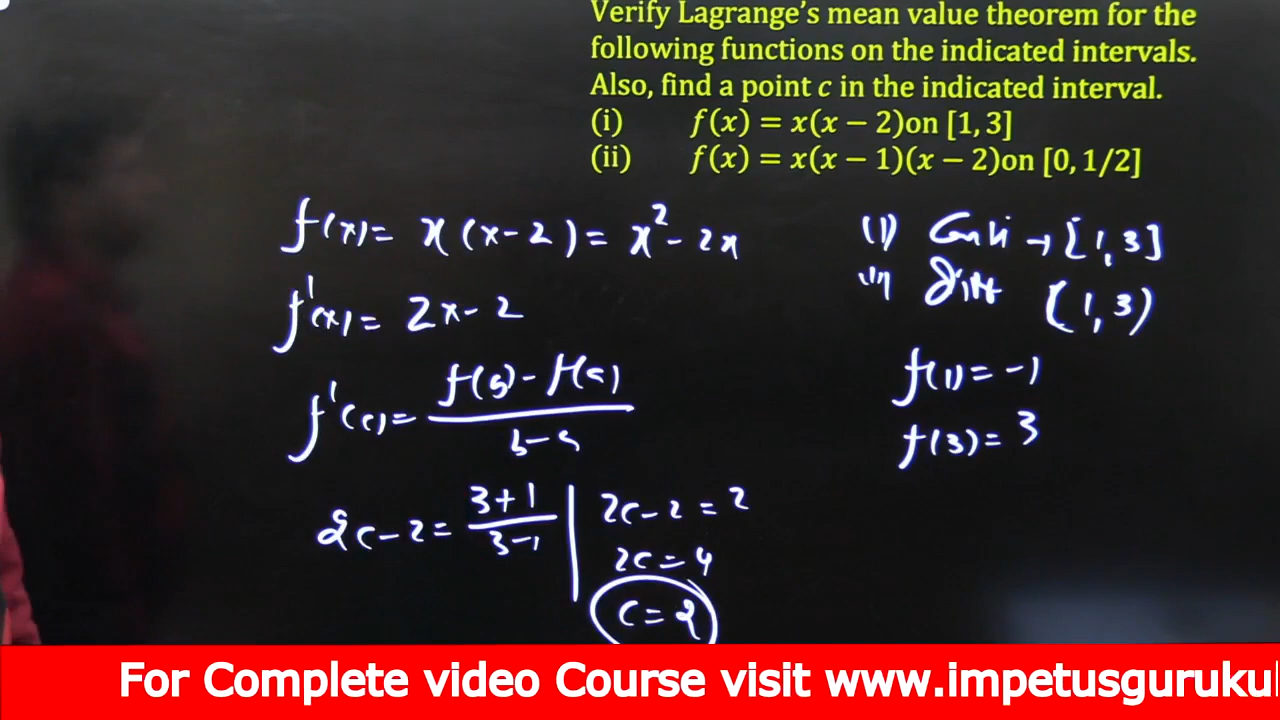 Verify Lagrange's mean value theorem for the
following functions on the indicated intervals.
Also, find a point c in the indicated interval.
(i) f(x) = x(x − 2)on [1, 3]
(ii) f(x) = x(x − 1)(x − 2)on [0, 1/2]
f(x) = x(x-2) = x² - 2x
f'(x) = 2x - 2
f'(c) = f(b) - f(a) / b - a
2c - 2 = 3+1 / 3-1
2c - 2 = 2
2c = 4
c = 2
(i) Conti → [1, 3]
(ii) Diff (1, 3)
f(1) = -1
f(3) = 3
For Complete video Course visit www.impetusguruku